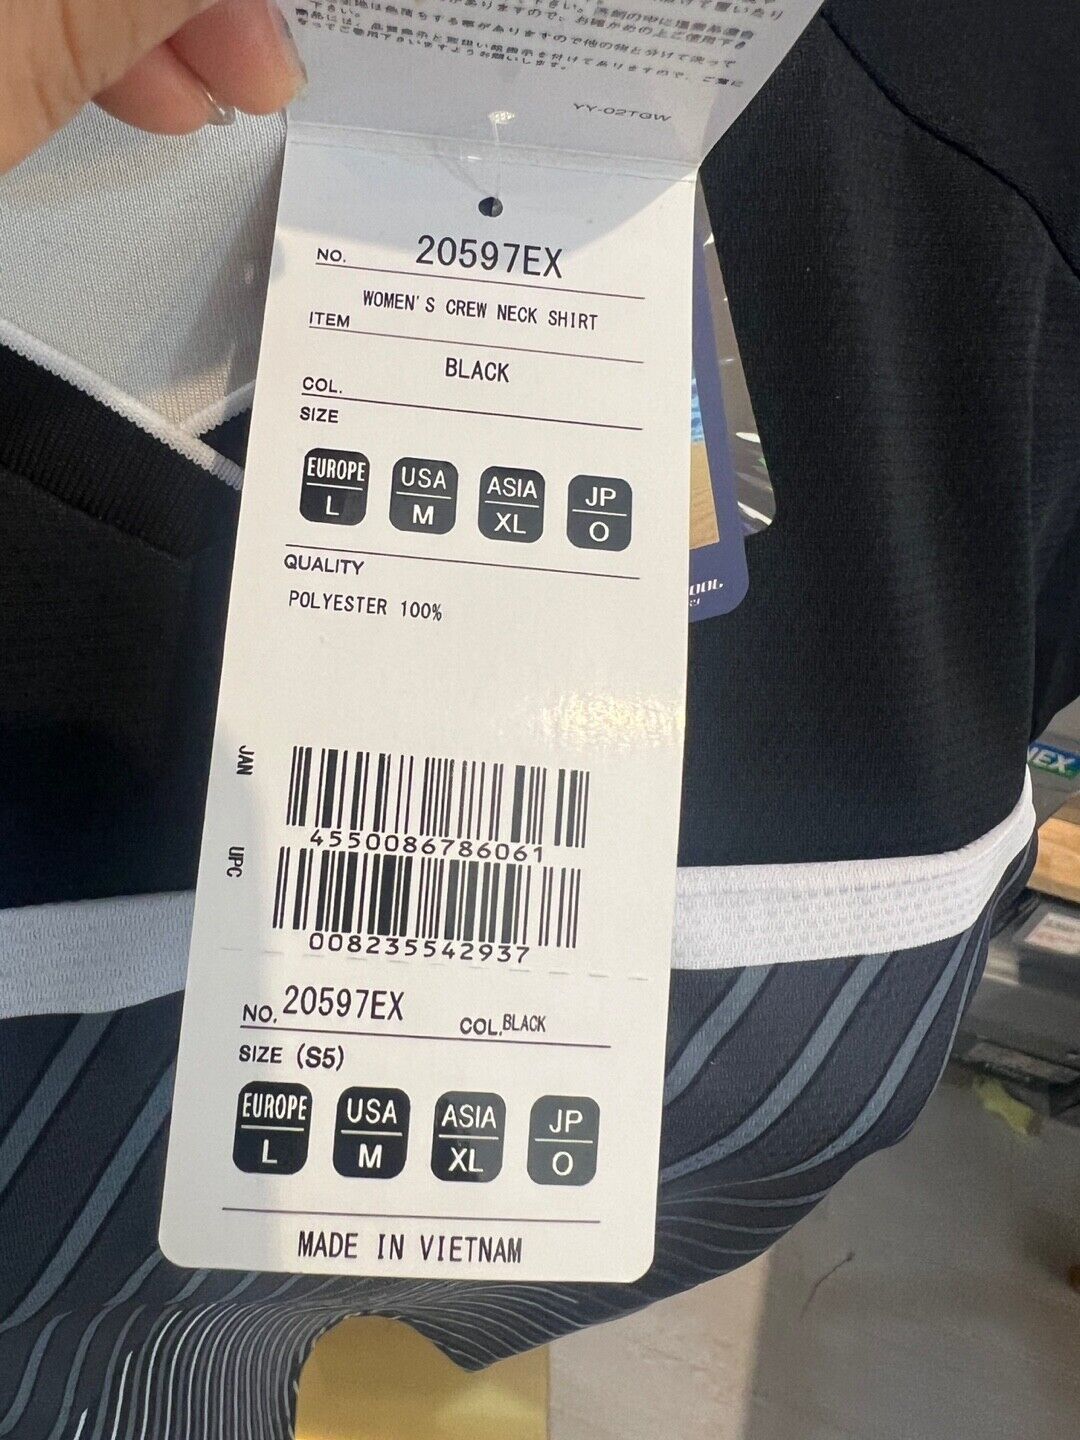 YY-02TGW
NO. 20597EX
WOMEN'S CREW NECK SHIRT
ITEM
BLACK
COL.
SIZE
EUROPE USA ASIA JP
L M XL O
QUALITY
POLYESTER 100%
JAN
4550086786061
UPC
008235542937
NO. 20597EX COL. BLACK
SIZE (S5)
EUROPE USA ASIA JP
L M XL O
MADE IN VIETNAM